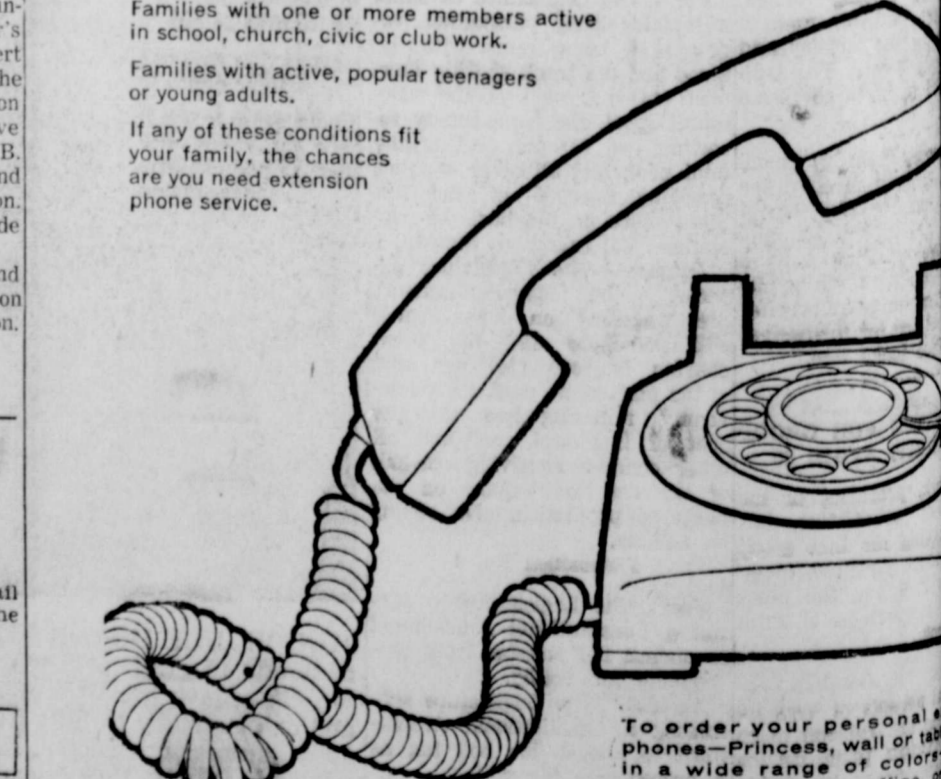 Families with one or more members active
in school, church, civic or club work.
Families with active, popular teenagers
or young adults.
If any of these conditions fit
your family, the chances
are you need extension
phone service.
To order your personal
phones—Princess, wall or
in a wide range of colors